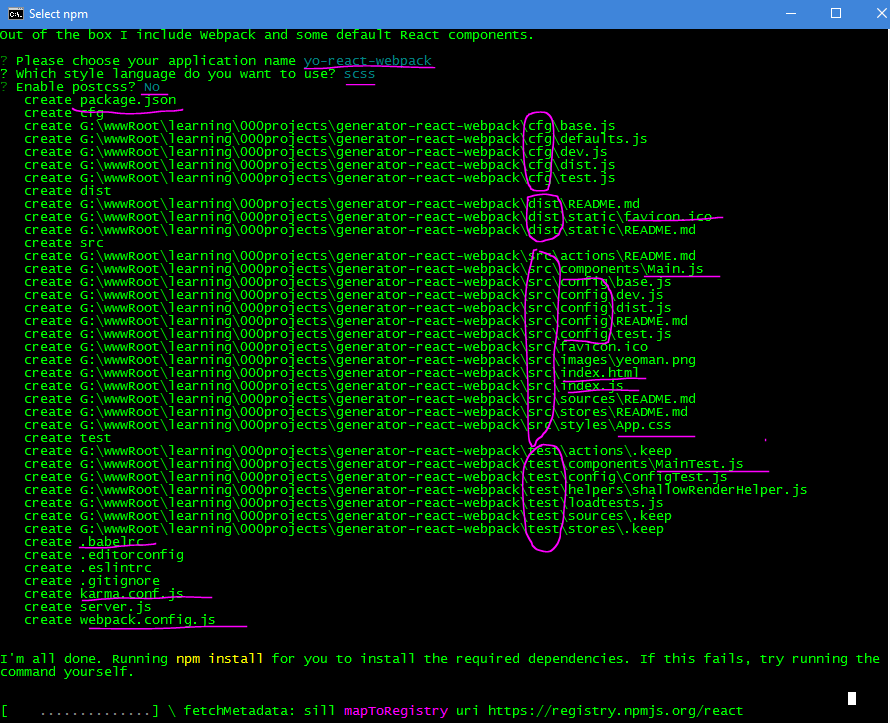 Select npm
Out of the box I include Webpack and some default React components.
? Please choose your application name yo-react-webpack
? Which style language do you want to use? scss
? Enable postcss? No
create package.json
create cfg
create G:\wwwRoot\learning\000projects\generator-react-webpack\cfg\base.js
create G:\wwwRoot\learning\000projects\generator-react-webpack\cfg\defaults.js
create G:\wwwRoot\learning\000projects\generator-react-webpack\cfg\dev.js
create G:\wwwRoot\learning\000projects\generator-react-webpack\cfg\dist.js
create G:\wwwRoot\learning\000projects\generator-react-webpack\cfg\test.js
create dist
create G:\wwwRoot\learning\000projects\generator-react-webpack\dist\README.md
create G:\wwwRoot\learning\000projects\generator-react-webpack\dist\static\favicon.ico
create G:\wwwRoot\learning\000projects\generator-react-webpack\dist\static\README.md
create src
create G:\wwwRoot\learning\000projects\generator-react-webpack\src\actions\README.md
create G:\wwwRoot\learning\000projects\generator-react-webpack\src\components\Main.js
create G:\wwwRoot\learning\000projects\generator-react-webpack\src\config\base.js
create G:\wwwRoot\learning\000projects\generator-react-webpack\src\config\dev.js
create G:\wwwRoot\learning\000projects\generator-react-webpack\src\config\dist.js
create G:\wwwRoot\learning\000projects\generator-react-webpack\src\config\README.md
create G:\wwwRoot\learning\000projects\generator-react-webpack\src\config\test.js
create G:\wwwRoot\learning\000projects\generator-react-webpack\src\favicon.ico
create G:\wwwRoot\learning\000projects\generator-react-webpack\src\images\yeoman.png
create G:\wwwRoot\learning\000projects\generator-react-webpack\src\index.html
create G:\wwwRoot\learning\000projects\generator-react-webpack\src\index.js
create G:\wwwRoot\learning\000projects\generator-react-webpack\src\sources\README.md
create G:\wwwRoot\learning\000projects\generator-react-webpack\src\stores\README.md
create G:\wwwRoot\learning\000projects\generator-react-webpack\src\styles\App.css
create test
create G:\wwwRoot\learning\000projects\generator-react-webpack\test\actions\.keep
create G:\wwwRoot\learning\000projects\generator-react-webpack\test\components\MainTest.js
create G:\wwwRoot\learning\000projects\generator-react-webpack\test\config\ConfigTest.js
create G:\wwwRoot\learning\000projects\generator-react-webpack\test\helpers\shallowRenderHelper.js
create G:\wwwRoot\learning\000projects\generator-react-webpack\test\loadtests.js
create G:\wwwRoot\learning\000projects\generator-react-webpack\test\sources\.keep
create G:\wwwRoot\learning\000projects\generator-react-webpack\test\stores\.keep
create .babelrc
create .editorconfig
create .eslintrc
create .gitignore
create karma.conf.js
create server.js
create webpack.config.js
I'm all done. Running npm install for you to install the required dependencies. If this fails, try running the
command yourself.
[    ..............] \ fetchMetadata: sill mapToRegistry uri https://registry.npmjs.org/react